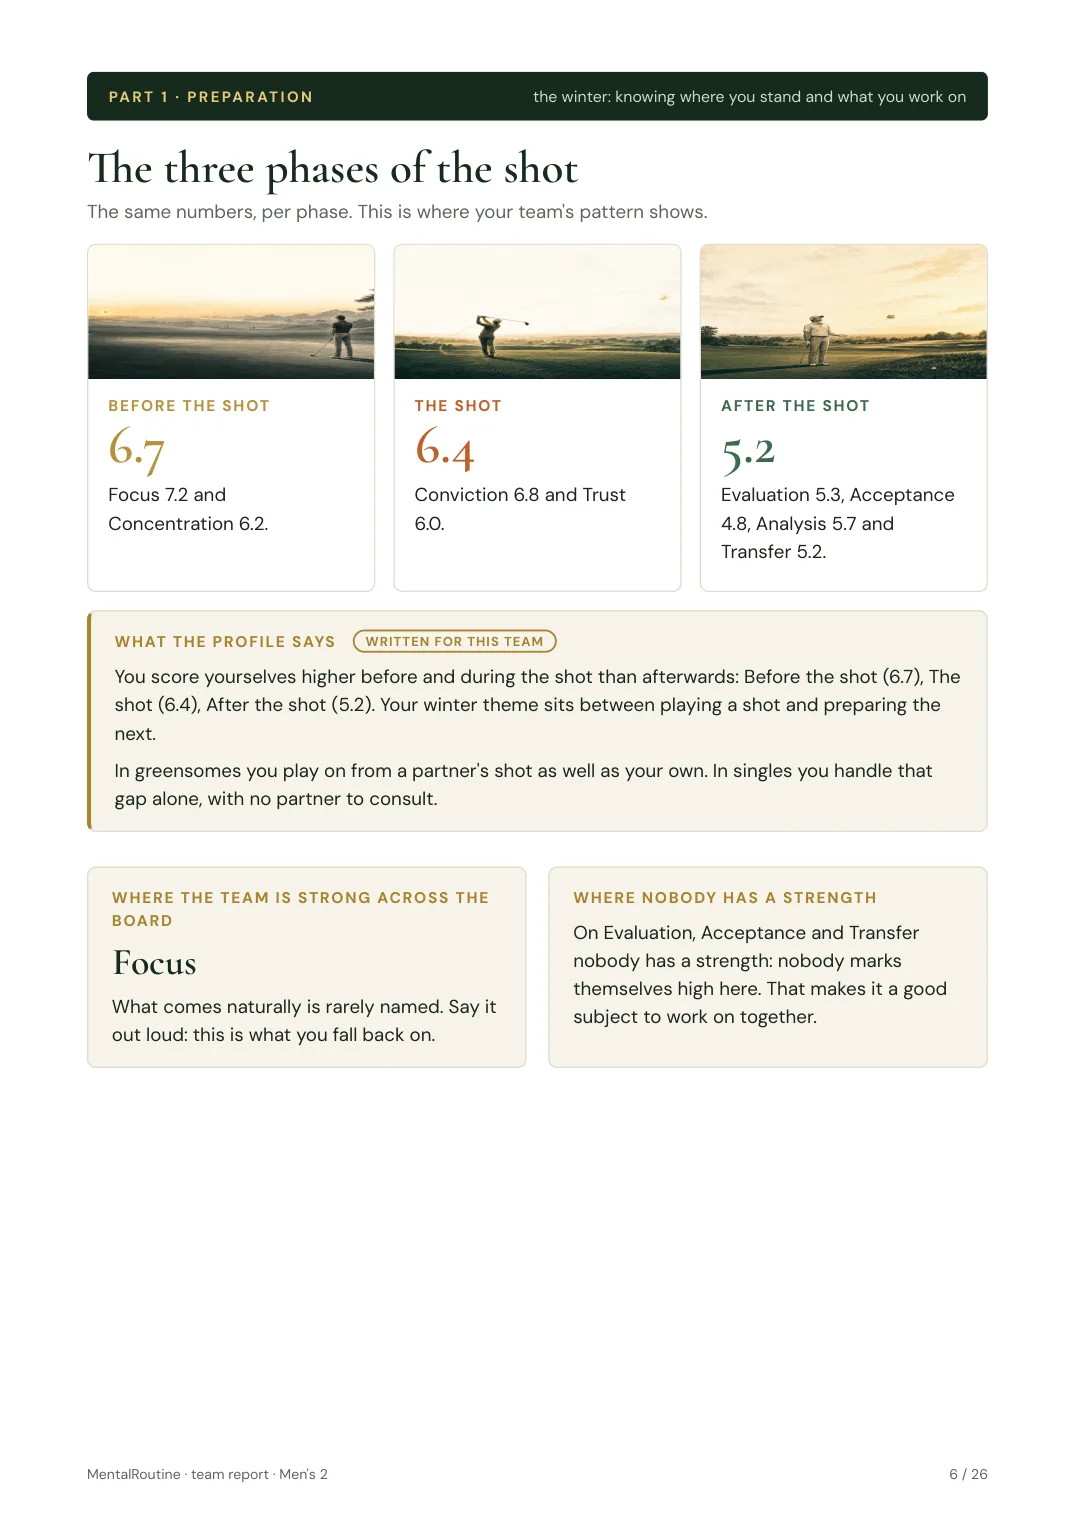 PART 1 · PREPARATION
the winter: knowing where you stand and what you work on
The three phases of the shot
The same numbers, per phase. This is where your team's pattern shows.
BEFORE THE SHOT
6.7
Focus 7.2 and
Concentration 6.2.
THE SHOT
6.4
Conviction 6.8 and Trust
6.0.
AFTER THE SHOT
5.2
Evaluation 5.3, Acceptance
4.8, Analysis 5.7 and
Transfer 5.2.
WHAT THE PROFILE SAYS
WRITTEN FOR THIS TEAM
You score yourselves higher before and during the shot than afterwards: Before the shot (6.7), The
shot (6.4), After the shot (5.2). Your winter theme sits between playing a shot and preparing the
next.
In greensomes you play on from a partner's shot as well as your own. In singles you handle that
gap alone, with no partner to consult.
WHERE THE TEAM IS STRONG ACROSS THE
BOARD
Focus
What comes naturally is rarely named. Say it
out loud: this is what you fall back on.
WHERE NOBODY HAS A STRENGTH
On Evaluation, Acceptance and Transfer
nobody has a strength: nobody marks
themselves high here. That makes it a good
subject to work on together.
MentalRoutine · team report · Men's 2
6 / 26